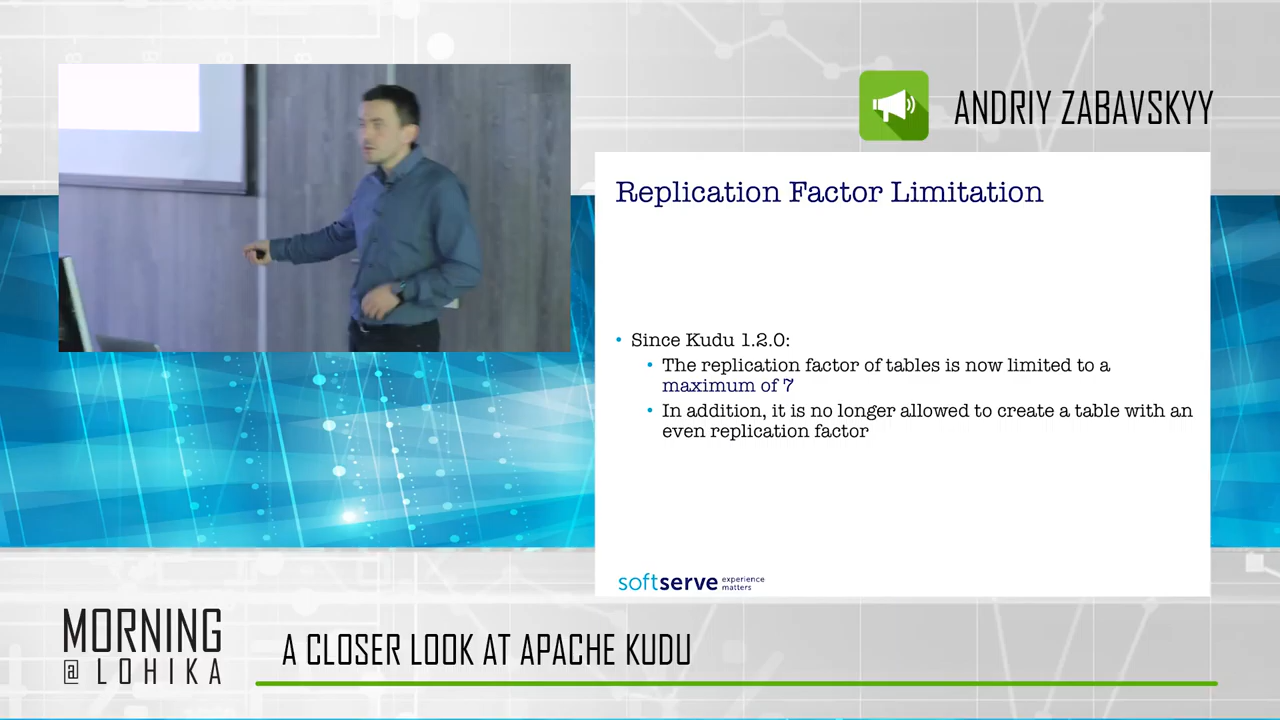 ANDRIY ZABAVSKYY
Replication Factor Limitation
• Since Kudu 1.2.0:
• The replication factor of tables is now limited to a
maximum of 7
• In addition, it is no longer allowed to create a table with an
even replication factor
softserve experience
matters
MORNING
@ LOHIKA
A CLOSER LOOK AT APACHE KUDU